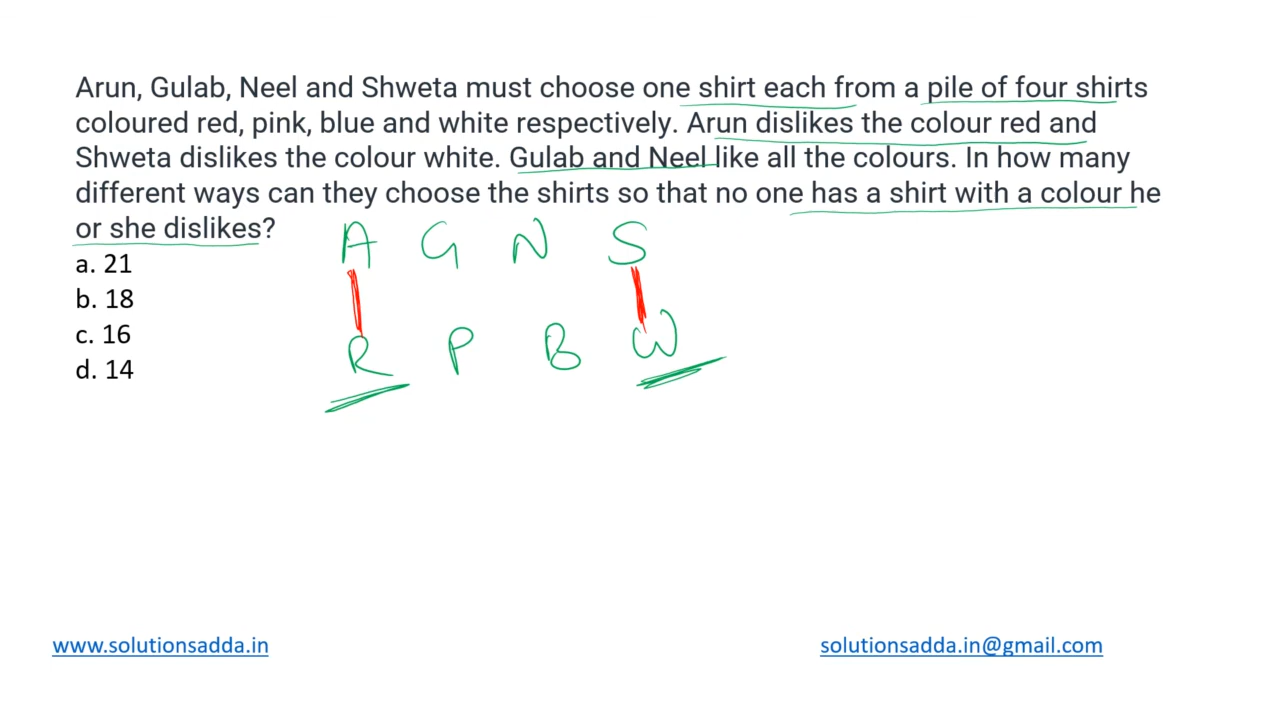 Arun, Gulab, Neel and Shweta must choose one shirt each from a pile of four shirts
coloured red, pink, blue and white respectively. Arun dislikes the colour red and
Shweta dislikes the colour white. Gulab and Neel like all the colours. In how many
different ways can they choose the shirts so that no one has a shirt with a colour he
or she dislikes?
A G N S
a. 21
b. 18
c. 16
R P B W
d. 14
www.solutionsadda.in
solutionsadda.in@gmail.com